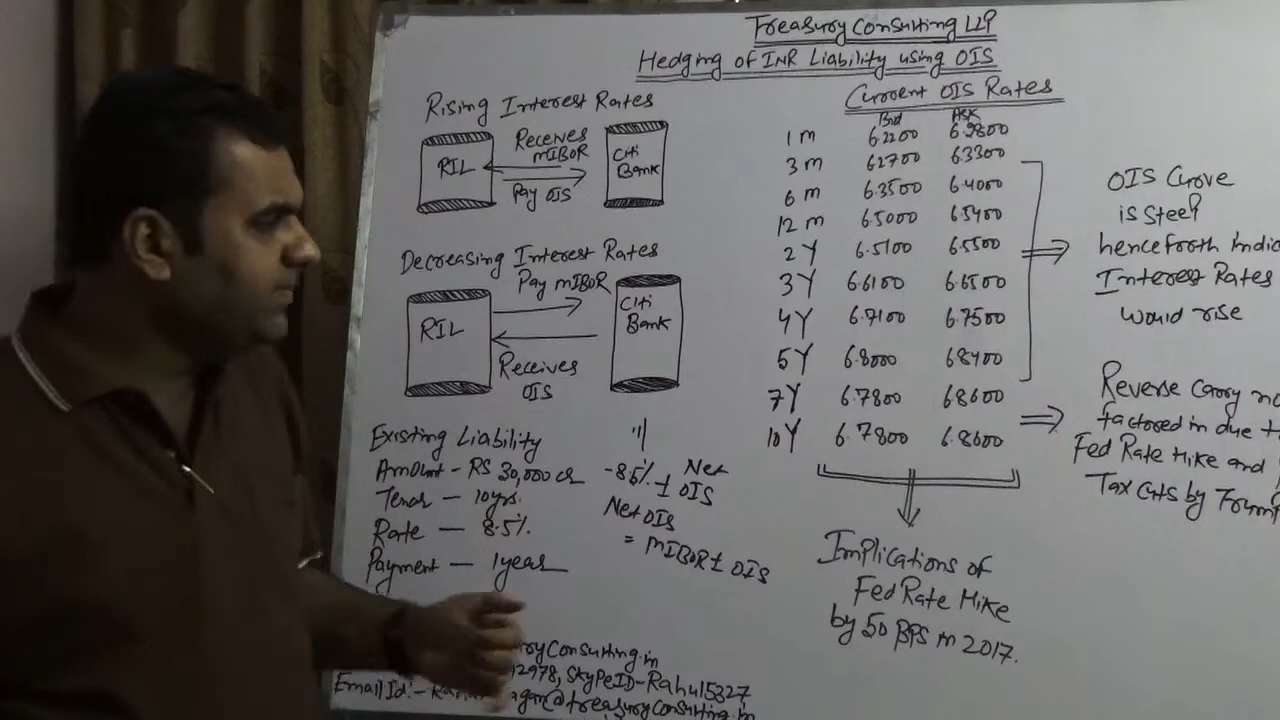 Treasury Consulting LLP
Hedging of INR Liability using OIS
Rising Interest Rates
RIL
Receives
MIBOR
Pay OIS
Citi
Bank
Decreasing Interest Rates
Pay MIBOR
RIL
Citi
Bank
Receives
OIS
Existing Liability
Amount - RS 30,000 cr
Tenor - 10yrs.
Rate - 8.5%
Payment - 1year
-8.5% ± Net
OIS
Net OIS
= MIBOR ± OIS
Current OIS Rates
Bid Ask
1 m 6.2200
3 m 6.2700 6.3300
6 m 6.3500 6.4000
12 m 6.5000 6.5400
2 Y 6.5100 6.5500
3 Y 6.6100 6.6500
4 Y 6.7100 6.7500
5 Y 6.8000 6.8400
7 Y 6.7800 6.8600
10 Y 6.7800 6.8600
OIS Curve
is Steep
henceforth
Interest Rates
would rise
Reverse Carry
factored in due
Fed Rate Hike and
Tax Cuts by Trump
Implications of
Fed Rate Hike
by 50 BPS in 2017.
Consulting.in
12978, SkypeID-Rahul5327
Email Id:- @treasuryconsulting.in